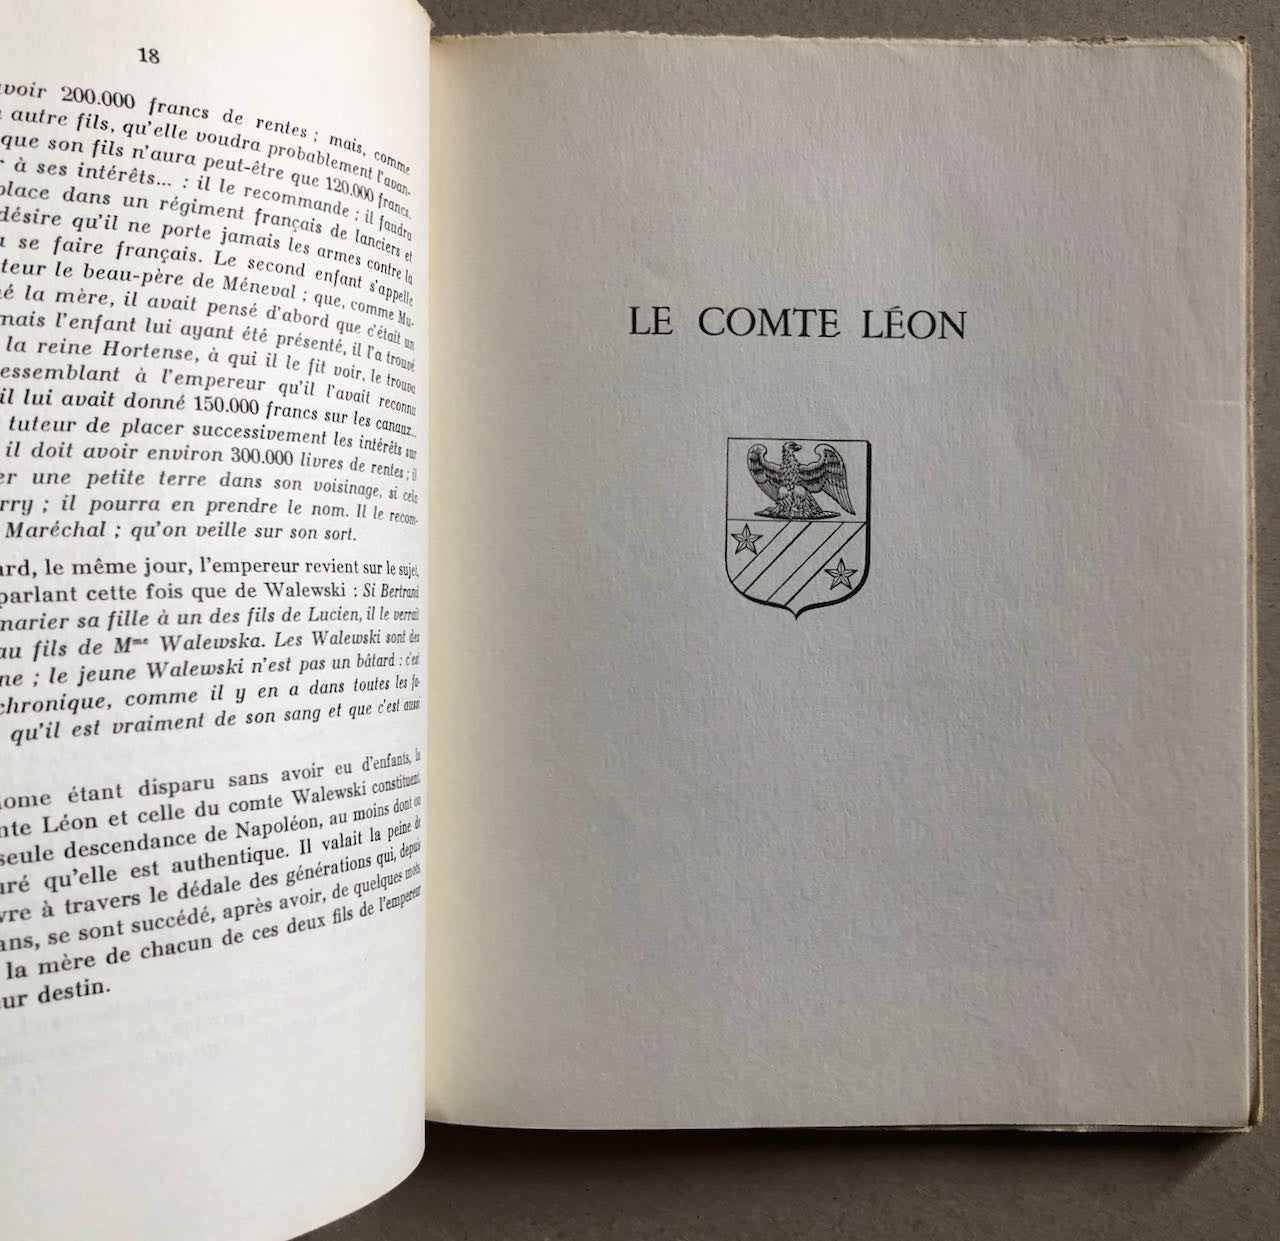 18
voir 200.000 francs de rentes ; mais, comme
autre fils, qu'elle voudra probablement l'avan-
que son fils n'aura peut-être que 120.000 francs.
à ses intérêts... : il le recommande ; il faudra
place dans un régiment français de lanciers et
désire qu'il ne porte jamais les armes contre la
se faire français. Le second enfant s'appelle
teur le beau-père de Méneval ; que, comme Mu-
é la mère, il avait pensé d'abord que c'était un
mais l'enfant lui ayant été présenté, il l'a trouvé
la reine Hortense, à qui il le fit voir, le trouva
essemblant à l'empereur qu'il l'avait reconnu
il lui avait donné 150.000 francs sur les canaux...
tuteur de placer successivement les intérêts sur
il doit avoir environ 300.000 livres de rentes ; il
er une petite terre dans son voisinage, si cela
rry ; il pourra en prendre le nom. Il le recom-
Maréchal ; qu'on veille sur son sort.
ard, le même jour, l'empereur revient sur le sujet,
parlant cette fois que de Walewski : Si Bertrand
marier sa fille à un des fils de Lucien, il le verrait
au fils de Mme Walewska. Les Walewski sont des
ne ; le jeune Walewski n'est pas un bâtard : c'est
chronique, comme il y en a dans toutes les fa-
qu'il est vraiment de son sang et que c'est aussi
ome étant disparu sans avoir eu d'enfants, la
nte Léon et celle du comte Walewski constituent,
seule descendance de Napoléon, au moins dont on
uré qu'elle est authentique. Il valait la peine de
vre à travers le dédale des générations qui, depuis
ans, se sont succédé, après avoir, de quelques mots,
la mère de chacun de ces deux fils de l'empereur
ur destin.
LE COMTE LÉON